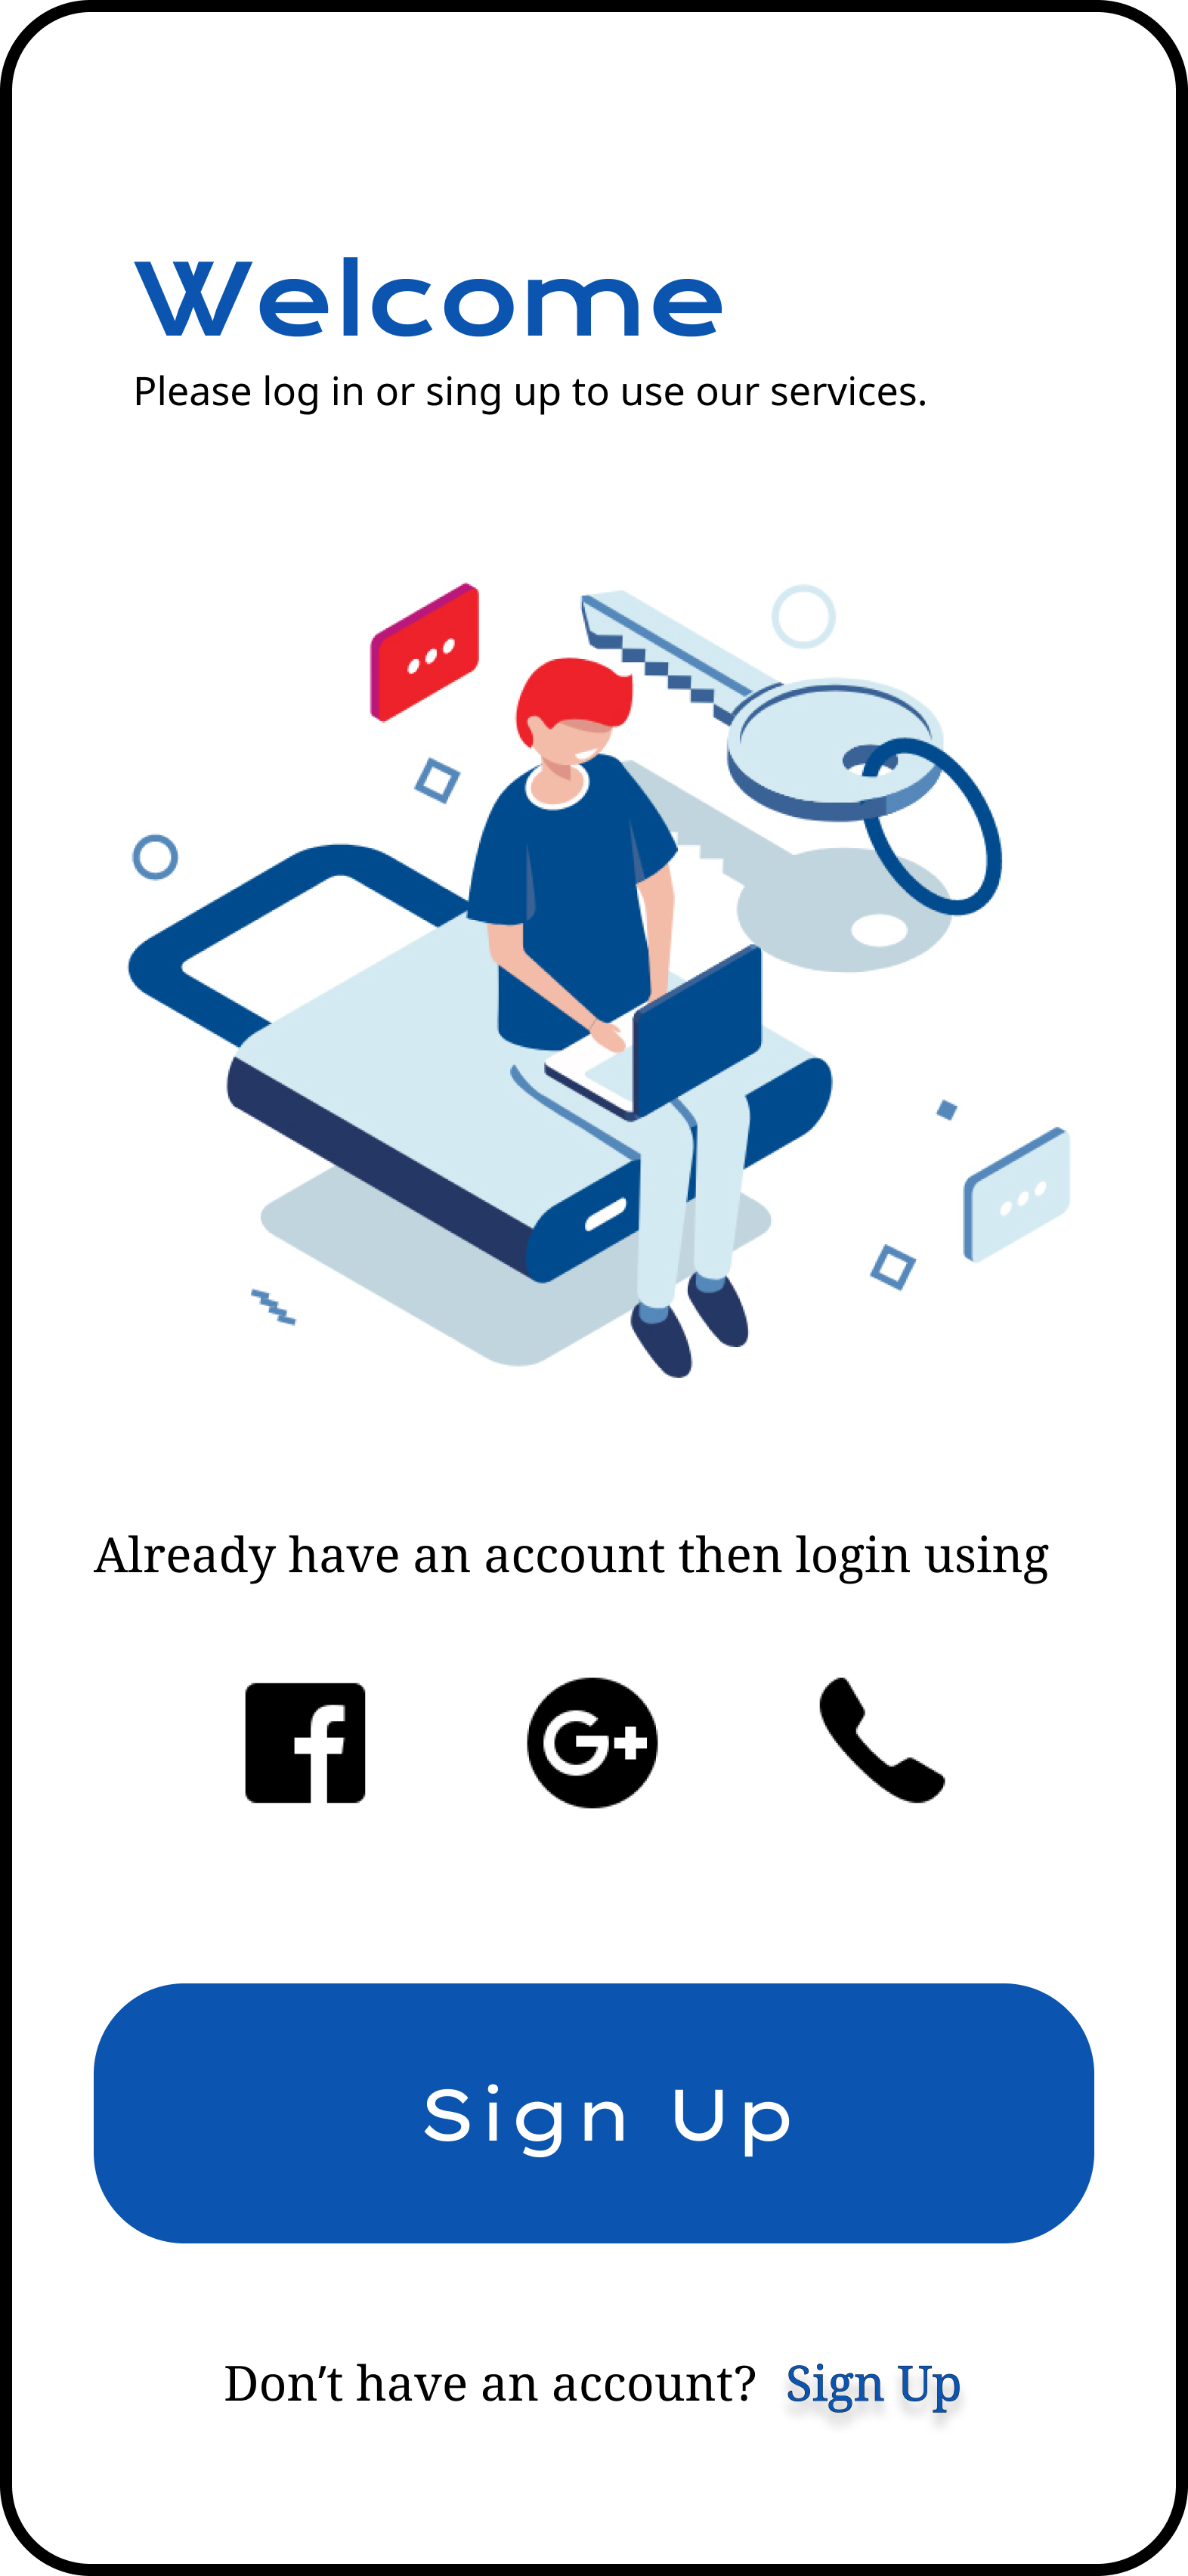 Welcome
Please log in or sing up to use our services.
Already have an account then login using
f G+
Sign Up
Don't have an account? Sign Up